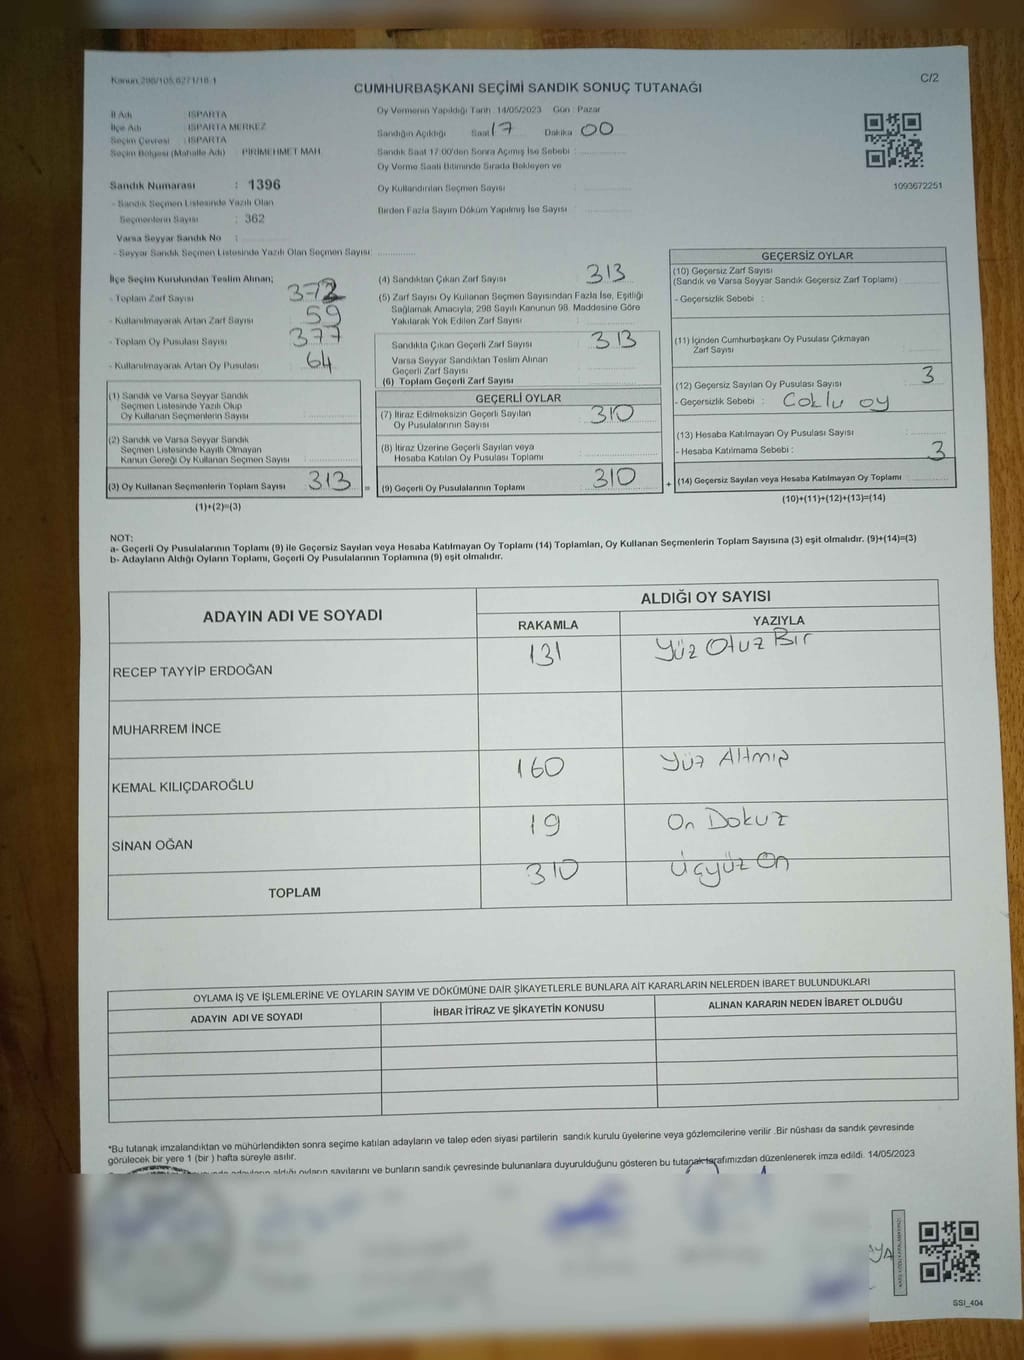 Kanun 298/105,6271/18-1
CUMHURBAŞKANI SEÇİMİ SANDIK SONUÇ TUTANAĞI
C/2
İl Adı : ISPARTA
İlçe Adı : ISPARTA MERKEZ
Seçim Çevresi : ISPARTA
Seçim Bölgesi (Mahalle Adı) : PİRİMEHMET MAH.
Sandık Numarası : 1396
- Sandık Seçmen Listesinde Yazılı Olan
Seçmenlerin Sayısı : 362
Varsa Seyyar Sandık No :
- Seyyar Sandık Seçmen Listesinde Yazılı Olan Seçmen Sayısı:
Oy Vermenin Yapıldığı Tarih : 14/05/2023 Gün : Pazar
Sandığın Açıldığı Saat 17 Dakika 00
Sandık Saat 17:00'den Sonra Açılmış İse Sebebi :
Oy Verme Saati Bitiminde Sırada Bekleyen ve
Oy Kullandırılan Seçmen Sayısı :
Birden Fazla Sayım Döküm Yapılmış İse Sayısı :
1093672251
İlçe Seçim Kurulundan Teslim Alınan;
- Toplam Zarf Sayısı : 372
- Kullanılmayarak Artan Zarf Sayısı : 59
- Toplam Oy Pusulası Sayısı : 377
- Kullanılmayarak Artan Oy Pusulası : 64
(1) Sandık ve Varsa Seyyar Sandık
Seçmen Listesinde Yazılı Olup
Oy Kullanan Seçmenlerin Sayısı :
(2) Sandık ve Varsa Seyyar Sandık
Seçmen Listesinde Kayıtlı Olmayan
Kanun Gereği Oy Kullanan Seçmen Sayısı :
(3) Oy Kullanan Seçmenlerin Toplam Sayısı : 313
(1)+(2)=(3)
=
(4) Sandıktan Çıkan Zarf Sayısı : 313
(5) Zarf Sayısı Oy Kullanan Seçmen Sayısından Fazla İse, Eşitliği
Sağlamak Amacıyla; 298 Sayılı Kanunun 98. Maddesine Göre
Yakılarak Yok Edilen Zarf Sayısı :
Sandıkta Çıkan Geçerli Zarf Sayısı : 313
Varsa Seyyar Sandıktan Teslim Alınan
Geçerli Zarf Sayısı :
(6) Toplam Geçerli Zarf Sayısı :
GEÇERLİ OYLAR
(7) İtiraz Edilmeksizin Geçerli Sayılan
Oy Pusulalarının Sayısı : 310
(8) İtiraz Üzerine Geçerli Sayılan veya
Hesaba Katılan Oy Pusulası Toplamı :
(9) Geçerli Oy Pusulalarının Toplamı : 310
+
GEÇERSİZ OYLAR
(10) Geçersiz Zarf Sayısı
(Sandık ve Varsa Seyyar Sandık Geçersiz Zarf Toplamı)
- Geçersizlik Sebebi :
(11) İçinden Cumhurbaşkanı Oy Pusulası Çıkmayan
Zarf Sayısı :
(12) Geçersiz Sayılan Oy Pusulası Sayısı : 3
- Geçersizlik Sebebi : Çoklu oy
(13) Hesaba Katılmayan Oy Pusulası Sayısı :
- Hesaba Katılmama Sebebi :
3
(14) Geçersiz Sayılan veya Hesaba Katılmayan Oy Toplamı :
(10)+(11)+(12)+(13)=(14)
NOT:
a- Geçerli Oy Pusulalarının Toplamı (9) ile Geçersiz Sayılan veya Hesaba Katılmayan Oy Toplamı (14) Toplamları, Oy Kullanan Seçmenlerin Toplam Sayısına (3) eşit olmalıdır. (9)+(14)=(3)
b- Adayların Aldığı Oyların Toplamı, Geçerli Oy Pusulalarının Toplamına (9) eşit olmalıdır.
ADAYIN ADI VE SOYADI
ALDIĞI OY SAYISI
RAKAMLA
YAZIYLA
RECEP TAYYİP ERDOĞAN 131 Yüz Otuz Bir
MUHARREM İNCE
KEMAL KILIÇDAROĞLU 160 Yüz Altmış
SİNAN OĞAN 19 On Dokuz
TOPLAM 310 Üçyüz On
OYLAMA İŞ VE İŞLEMLERİNE VE OYLARIN SAYIM VE DÖKÜMÜNE DAİR ŞİKAYETLERLE BUNLARA AİT KARARLARIN NELERDEN İBARET BULUNDUKLARI
ADAYIN ADI VE SOYADI
İHBAR İTİRAZ VE ŞİKAYETİN KONUSU
ALINAN KARARIN NEDEN İBARET OLDUĞU
*Bu tutanak imzalandıktan ve mühürlendikten sonra seçime katılan adayların ve talep eden siyasi partilerin sandık kurulu üyelerine veya gözlemcilerine verilir .Bir nüshası da sandık çevresinde
görülecek bir yere 1 (bir ) hafta süreyle asılır.
adayların aldığı oyların sayılarını ve bunların sandık çevresinde bulunanlara duyurulduğunu gösteren bu tutanak tarafımızdan düzenlenerek imza edildi. 14/05/2023
SSI_404